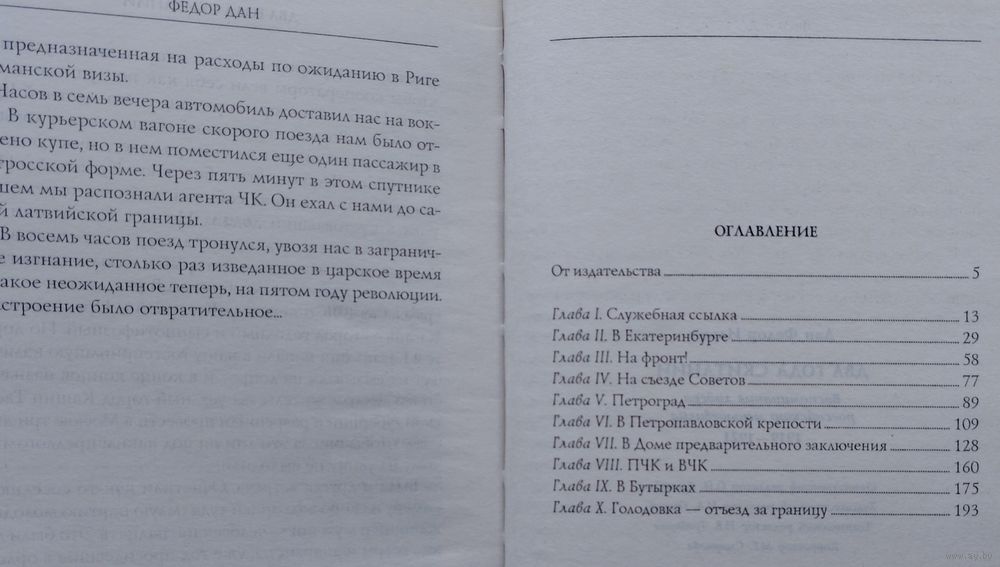 ФЕДОР ДАН
предназначенная на расходы по ожиданию в Риге
манской визы.
Часов в семь вечера автомобиль доставил нас на вок-
В курьерском вагоне скорого поезда нам было от-
ено купе, но в нем поместился еще один пассажир в
тросской форме. Через пять минут в этом спутнике
шем мы распознали агента ЧК. Он ехал с нами до са-
й латвийской границы.
В восемь часов поезд тронулся, увозя нас в загранич-
е изгнание, столько раз изведанное в царское время
акое неожиданное теперь, на пятом году революции.
строение было отвратительное...
ОГЛАВЛЕНИЕ
От издательства 5
Глава I. Служебная ссылка 13
Глава II. В Екатеринбурге 29
Глава III. На фронт! 58
Глава IV. На съезде Советов 77
Глава V. Петроград 89
Глава VI. В Петропавловской крепости 109
Глава VII. В Доме предварительного заключения 128
Глава VIII. ПЧК и ВЧК 160
Глава IX. В Бутырках 175
Глава X. Голодовка — отъезд за границу 193